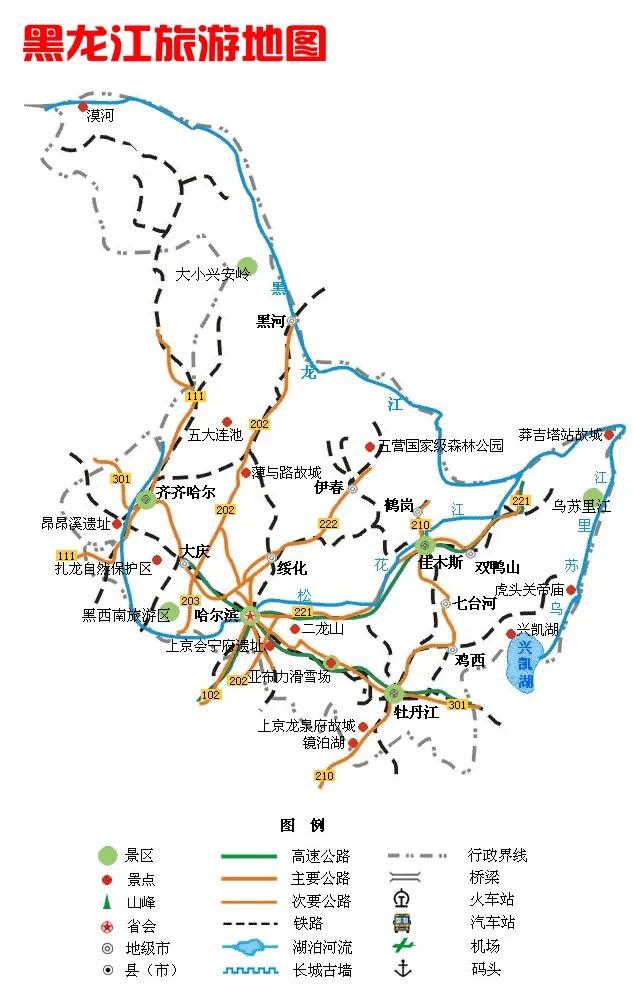 黑龙江旅游地图
漠河
大小兴安岭
黑
黑河
龙
江
111
202
五大连池
五营国家级森林公园
莽吉塔站故城
301
薄与路故城
伊春
齐齐哈尔
鹤岗
江
221
乌苏里江
江
里
苏
乌
202
222
210
昂昂溪遗址
111
大庆
扎龙自然保护区
绥化
花
佳木斯
双鸭山
203
松
虎头关帝庙
黑西南旅游区
哈尔滨
221
七台河
二龙山
兴凯湖
上京会宁府遗址
鸡西
兴凯湖
202
亚布力滑雪场
102
牡丹江
301
上京龙泉府故城
镜泊湖
210
图 例
景区
高速公路
行政界线
景点
主要公路
桥梁
山峰
次要公路
火车站
省会
铁路
汽车站
地级市
湖泊河流
机场
县（市）
长城古墙
码头